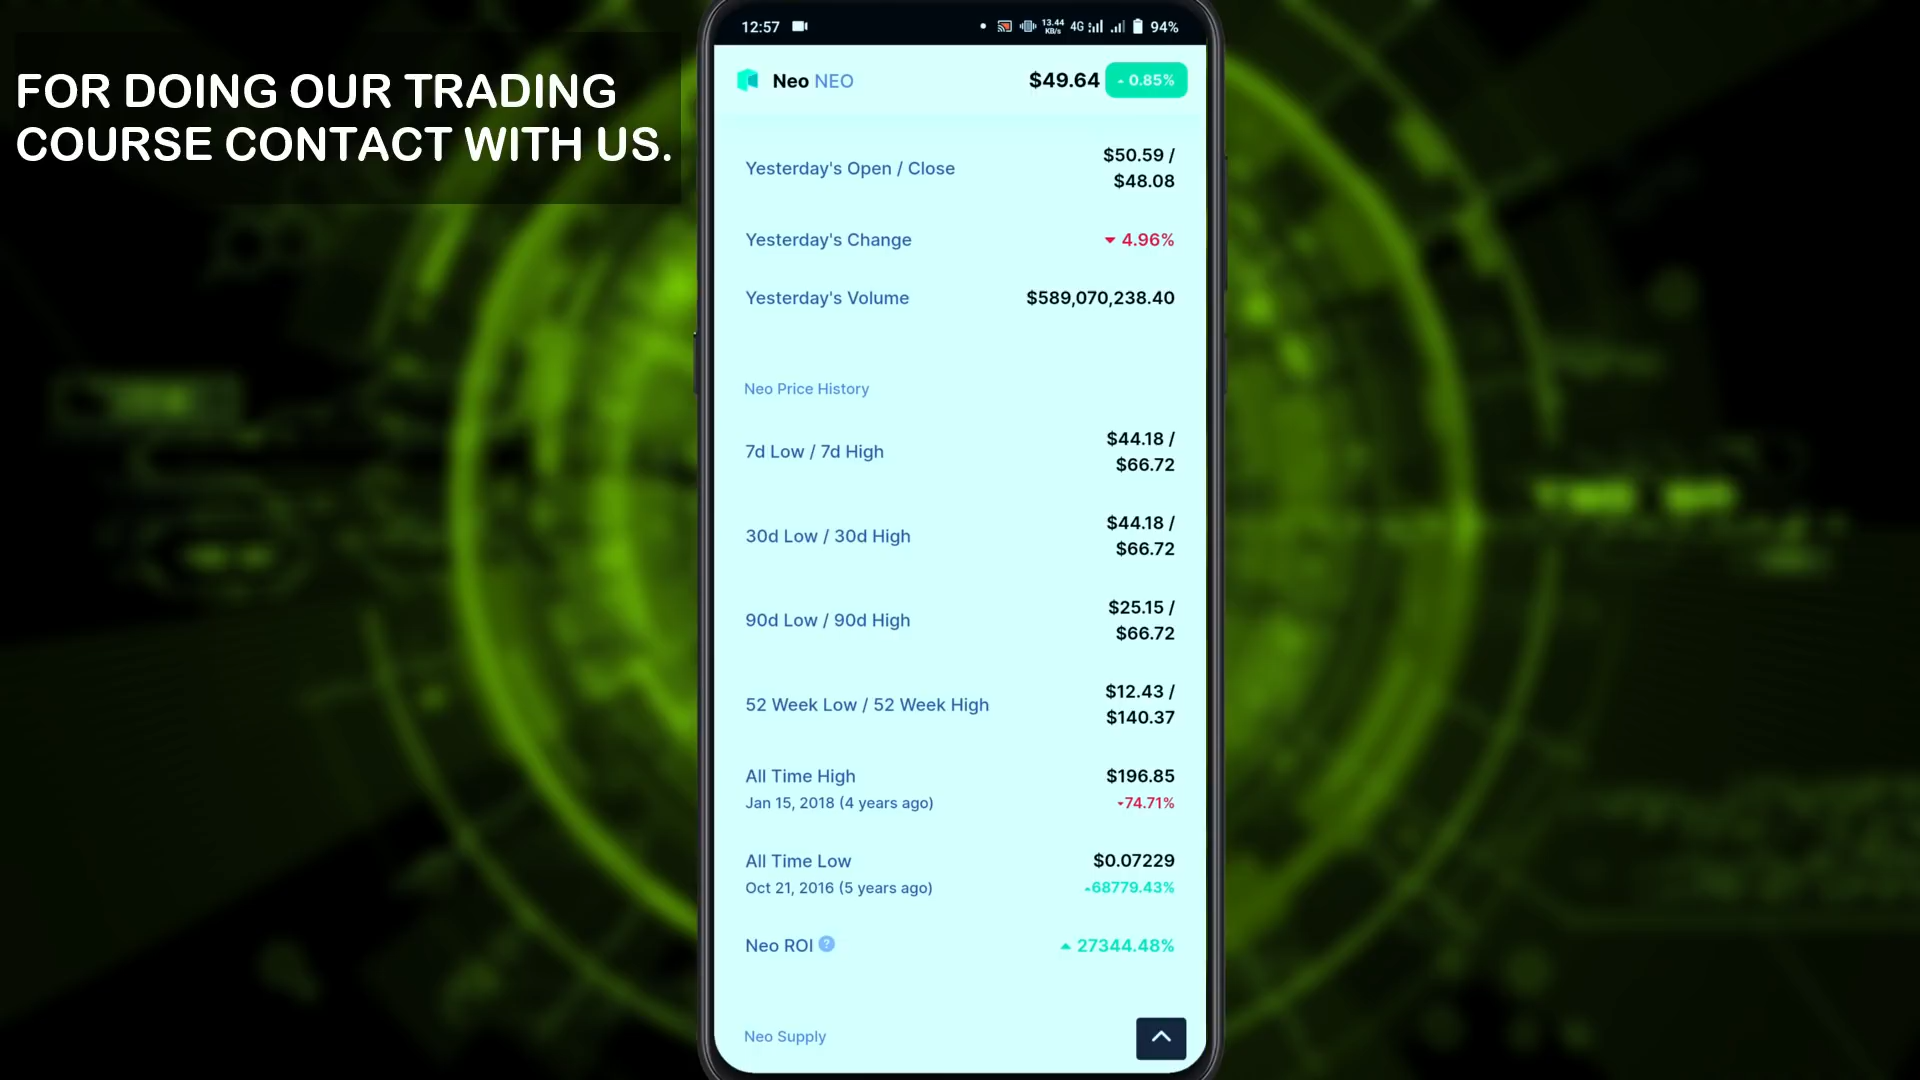 FOR DOING OUR TRADING
COURSE CONTACT WITH US.
12:57
13.44
KB/s
4G
94%
Neo NEO
$49.64
0.85%
Yesterday's Open / Close
$50.59 /
$48.08
Yesterday's Change
4.96%
Yesterday's Volume
$589,070,238.40
Neo Price History
7d Low / 7d High
$44.18 /
$66.72
30d Low / 30d High
$44.18 /
$66.72
90d Low / 90d High
$25.15 /
$66.72
52 Week Low / 52 Week High
$12.43 /
$140.37
All Time High
$196.85
Jan 15, 2018 (4 years ago)
74.71%
All Time Low
$0.07229
Oct 21, 2016 (5 years ago)
68779.43%
Neo ROI ?
27344.48%
Neo Supply